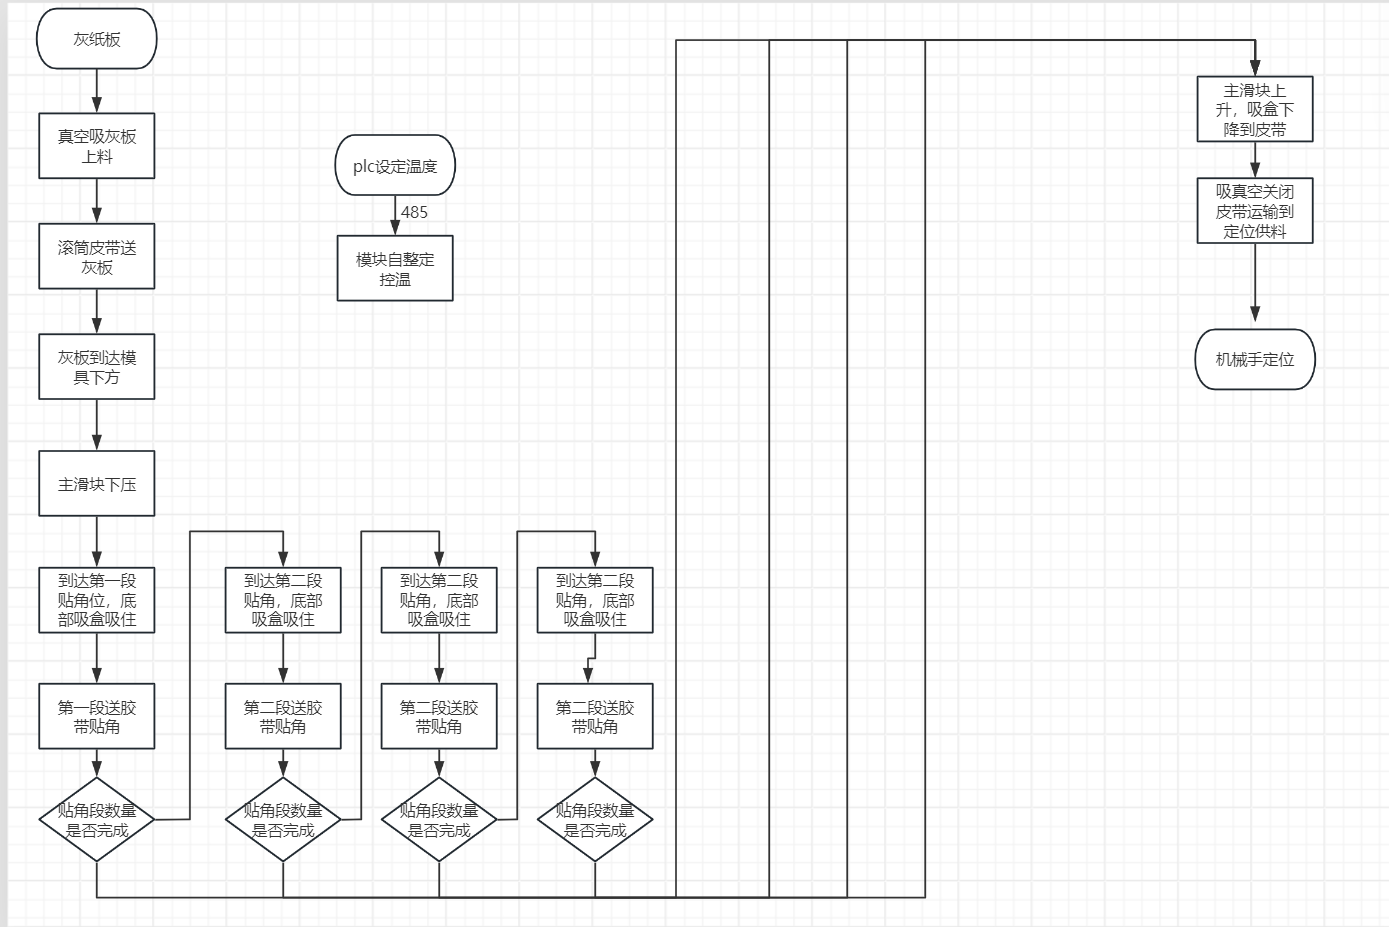 灰纸板
真空吸灰板
上料
滚筒皮带送
灰板
灰板到达模
具下方
主滑块下压
到达第一段
贴角位，底
部吸盒吸住
第一段送胶
带贴角
贴角段数量
是否完成
到达第二段
贴角，底部
吸盒吸住
第二段送胶
带贴角
贴角段数量
是否完成
到达第二段
贴角，底部
吸盒吸住
第二段送胶
带贴角
贴角段数量
是否完成
到达第二段
贴角，底部
吸盒吸住
第二段送胶
带贴角
贴角段数量
是否完成
plc设定温度
485
模块自整定
控温
主滑块上
升，吸盒下
降到皮带
吸真空关闭
皮带运输到
定位供料
机械手定位